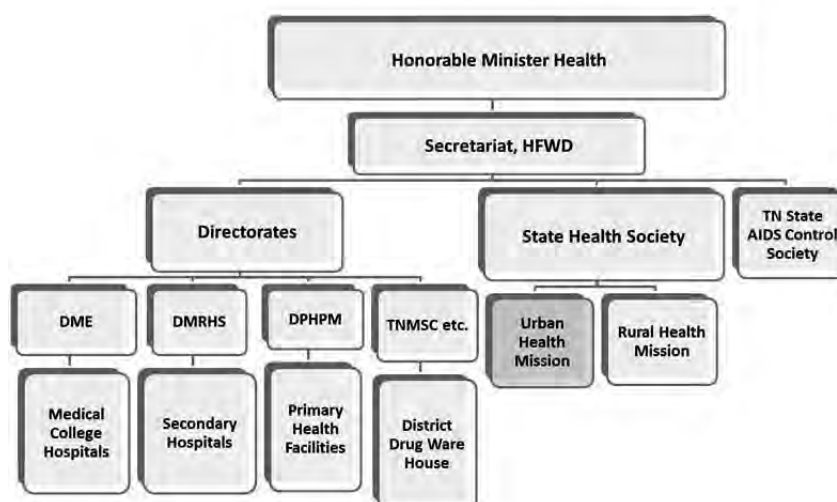 Honorable Minister Health
Secretariat, HFWD
Directorates
State Health Society
TN State
AIDS Control
Society
DME
DMRHS
DPHPM
TNMSC etc.
Urban
Health
Mission
Rural Health
Mission
Medical
College
Hospitals
Secondary
Hospitals
Primary
Health
Facilities
District
Drug Ware
House